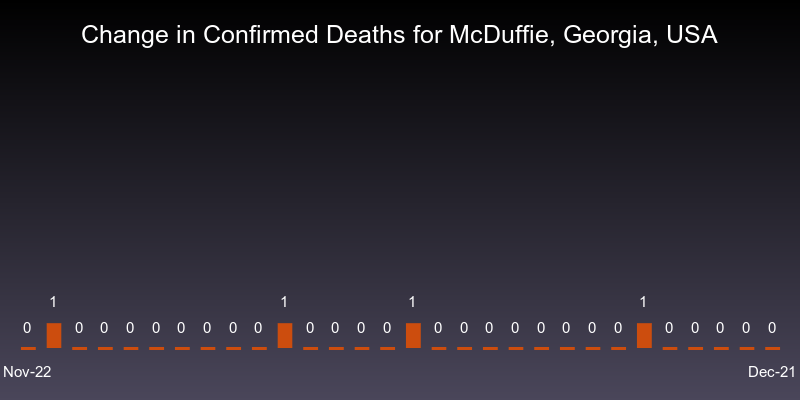 Change in Confirmed Deaths for McDuffie, Georgia, USA
1 1 1 1
0 0 0 0 0 0 0 0 0 0 0 0 0 0 0 0 0 0 0 0 0 0 0 0 0 0
Nov-22 Dec-21